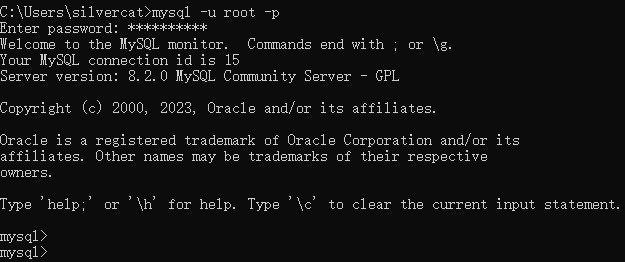 C:\Users\silvercat>mysql -u root -p
Enter password: **********
Welcome to the MySQL monitor.  Commands end with ; or \g.
Your MySQL connection id is 15
Server version: 8.2.0 MySQL Community Server - GPL
Copyright (c) 2000, 2023, Oracle and/or its affiliates.
Oracle is a registered trademark of Oracle Corporation and/or its
affiliates. Other names may be trademarks of their respective
owners.
Type 'help;' or '\h' for help. Type '\c' to clear the current input statement.
mysql>
mysql>